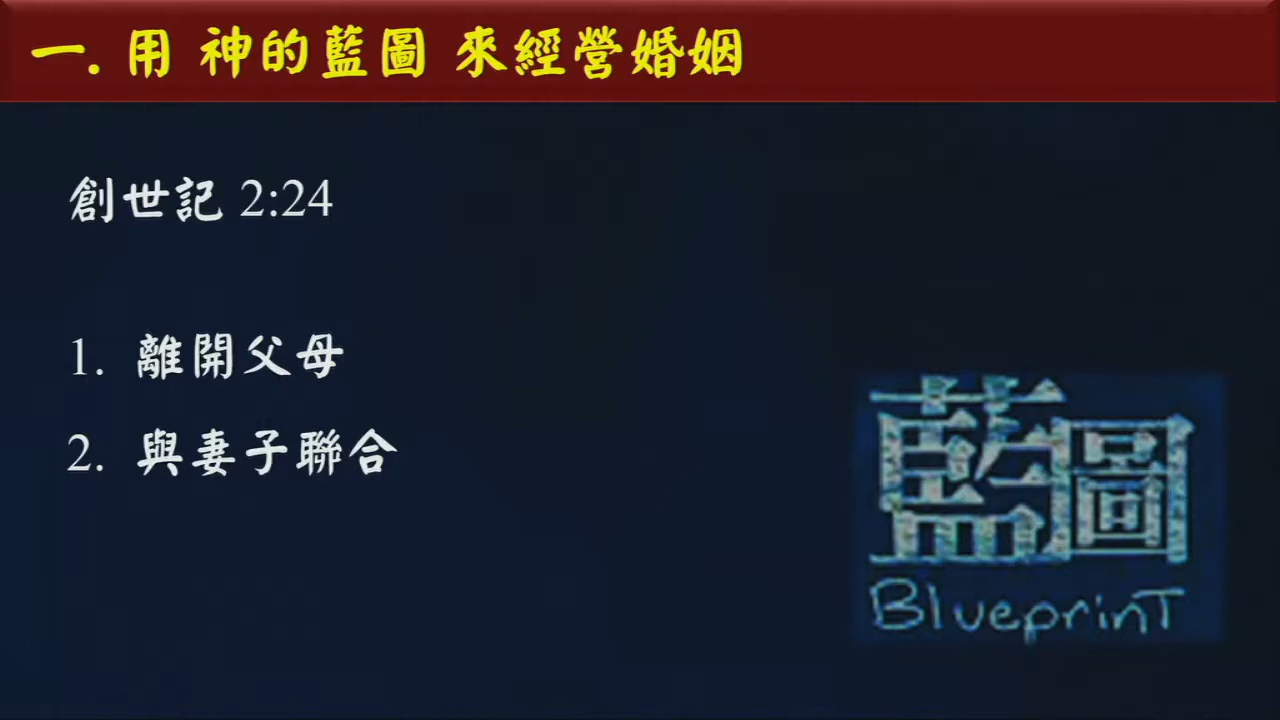 一. 用 神的藍圖 來經營婚姻
創世記 2:24
1. 離開父母
2. 與妻子聯合
藍圖
BlueprinT